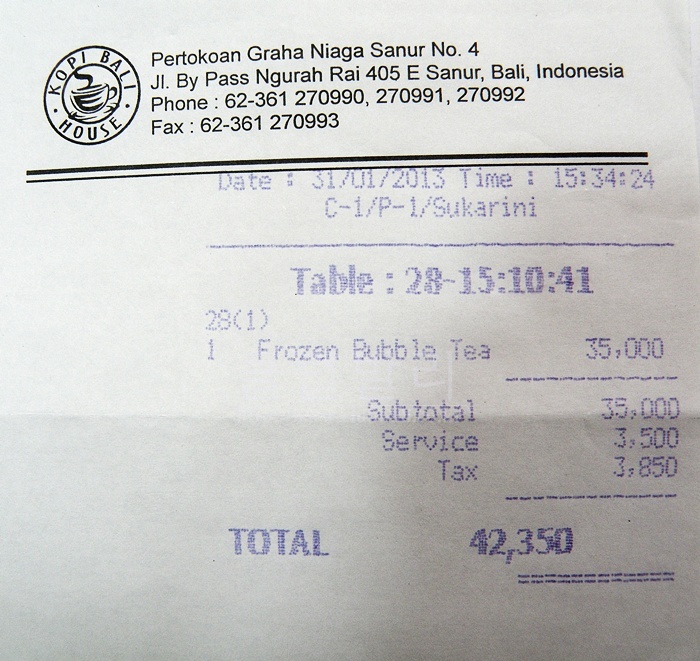 KOPI BALI
HOUSE
Pertokoan Graha Niaga Sanur No. 4
Jl. By Pass Ngurah Rai 405 E Sanur, Bali, Indonesia
Phone : 62-361 270990, 270991, 270992
Fax : 62-361 270993
Date : 31/01/2013 Time : 15:34:24
C-1/P-1/Sukarini
Table : 28-15:10:41
28(1)
1 Frozen Bubble Tea 35,000
Subtotal 35,000
Service 3,500
Tax 3,850
TOTAL 42,350